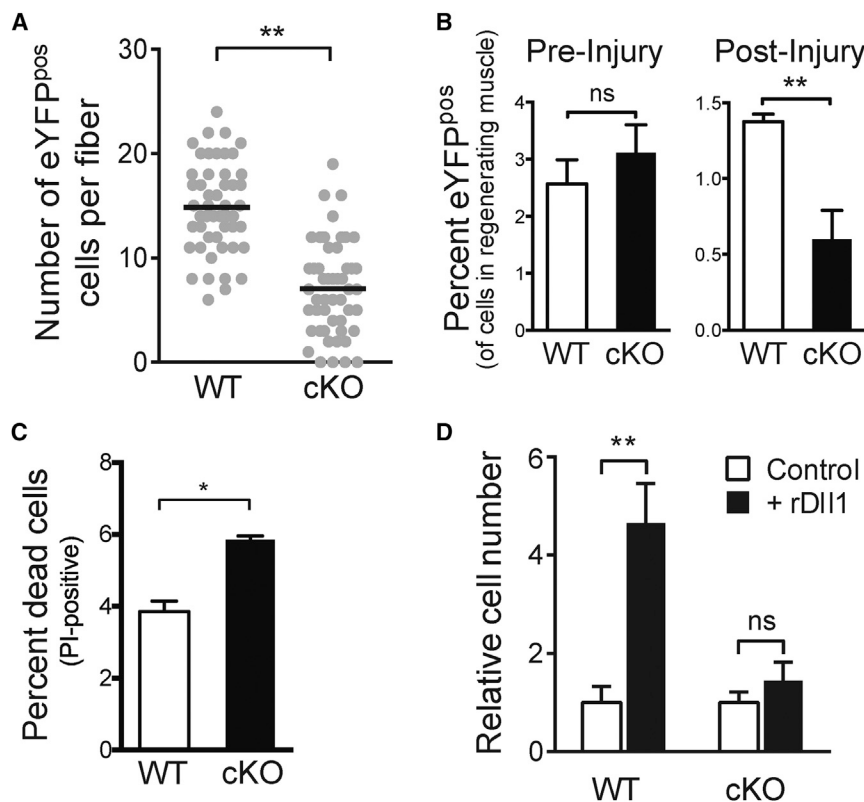 A
Number of eYFPpos
cells per fiber
30
20
10
0
**
WT
cKO
B
Pre-Injury
Post-Injury
Percent eYFPpos
(of cells in regenerating muscle)
4
3
2
1
0
ns
WT
cKO
1.5
1.0
0.5
0.0
**
WT
cKO
C
Percent dead cells
(PI-positive)
8
6
4
2
0
*
WT
cKO
D
Relative cell number
6
4
2
0
**
ns
Control
+ rDll1
WT
cKO